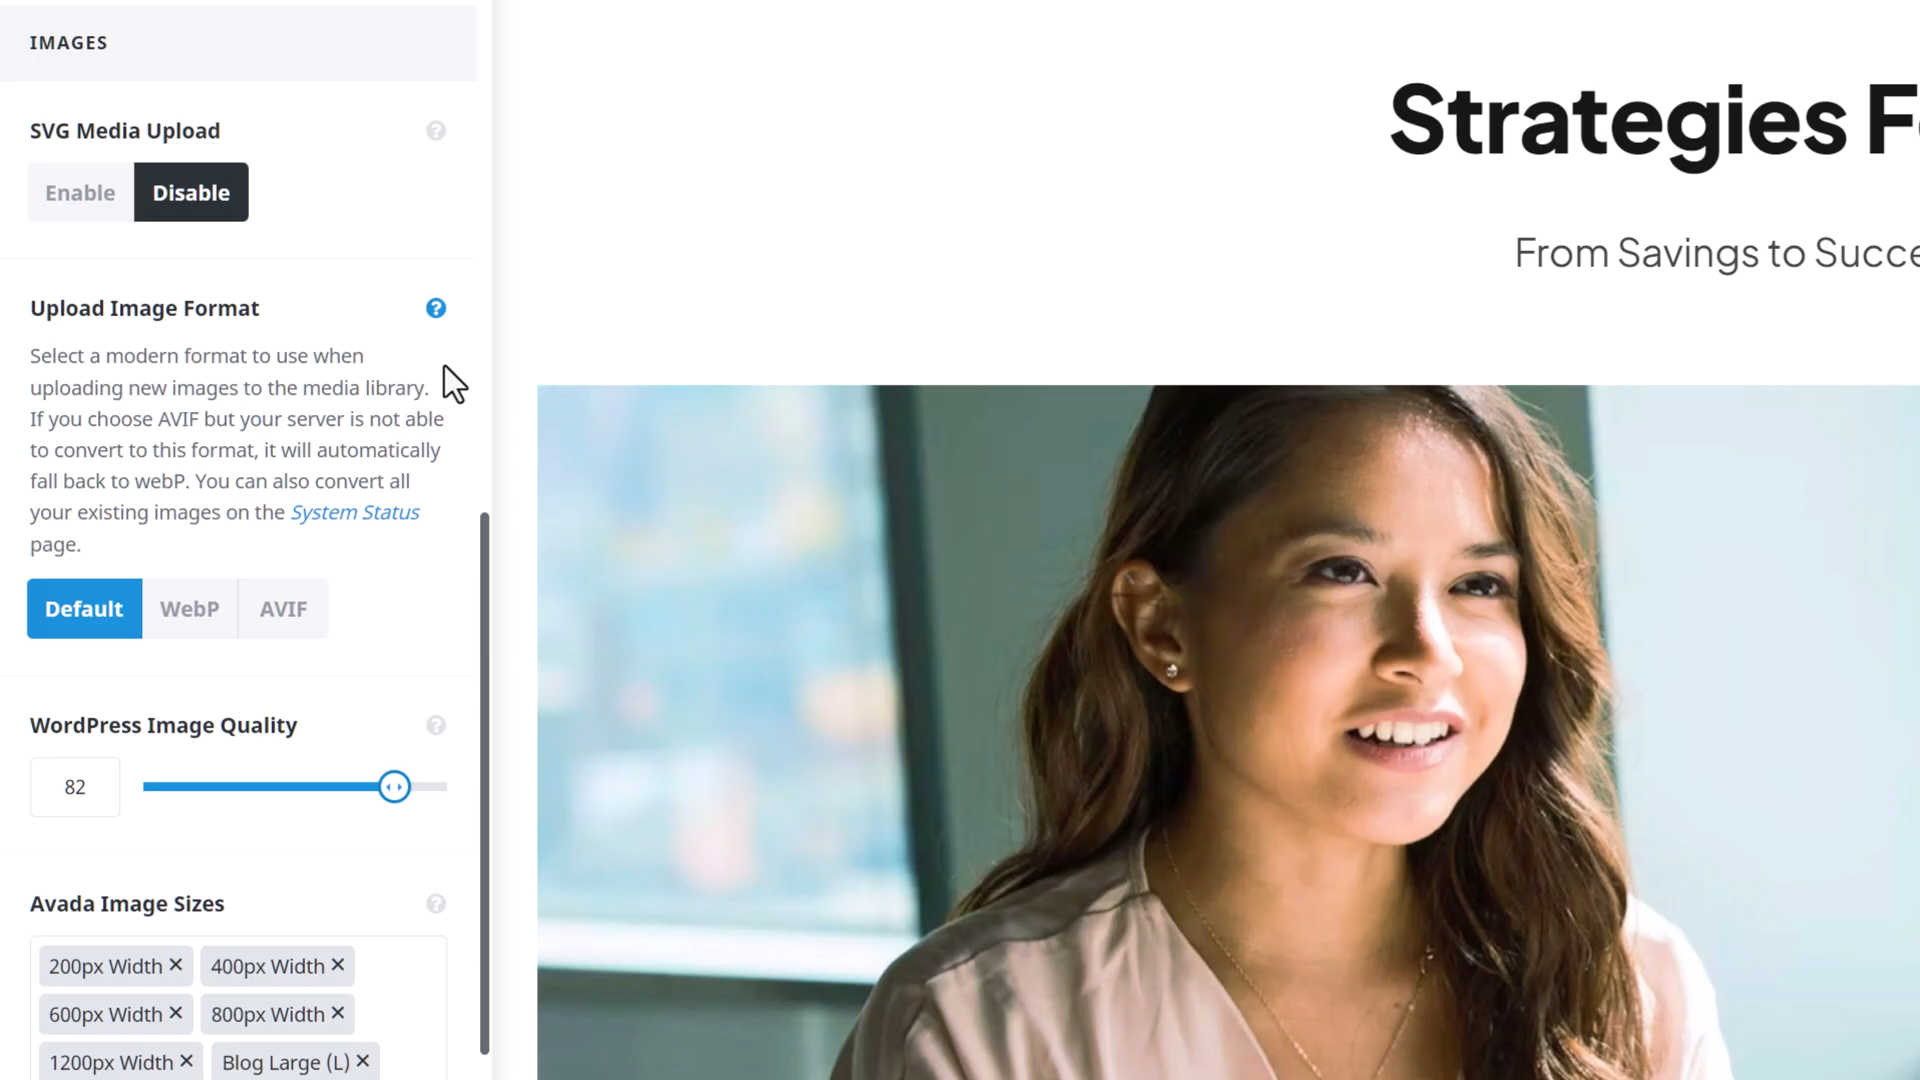 IMAGES
SVG Media Upload
Enable Disable
Upload Image Format
Select a modern format to use when
uploading new images to the media library.
If you choose AVIF but your server is not able
to convert to this format, it will automatically
fall back to webP. You can also convert all
your existing images on the System Status
page.
Default WebP AVIF
WordPress Image Quality
82
Avada Image Sizes
200px Width ✕ 400px Width ✕
600px Width ✕ 800px Width ✕
1200px Width ✕ Blog Large (L) ✕
Strategies F
From Savings to Succe